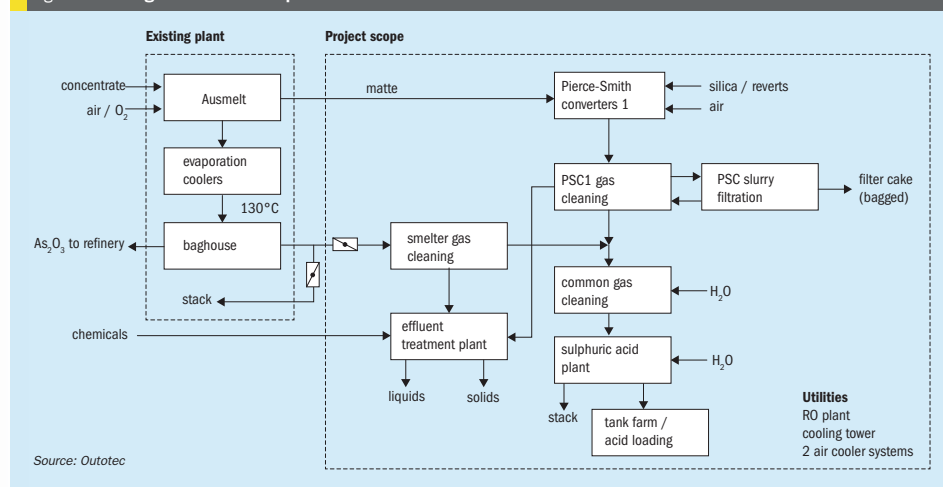 Existing plant
Project scope
concentrate
air / O₂
Ausmelt
matte
Pierce-Smith
converters 1
silica / reverts
air
evaporation
coolers
130°C
PSC1 gas
cleaning
PSC slurry
filtration
filter cake
(bagged)
As₂O₃ to refinery
baghouse
smelter gas
cleaning
stack
common gas
cleaning
H₂O
chemicals
effluent
treatment plant
sulphuric acid
plant
H₂O
liquids
solids
stack
tank farm /
acid loading
Utilities
RO plant
cooling tower
2 air cooler systems
Source: Outotec